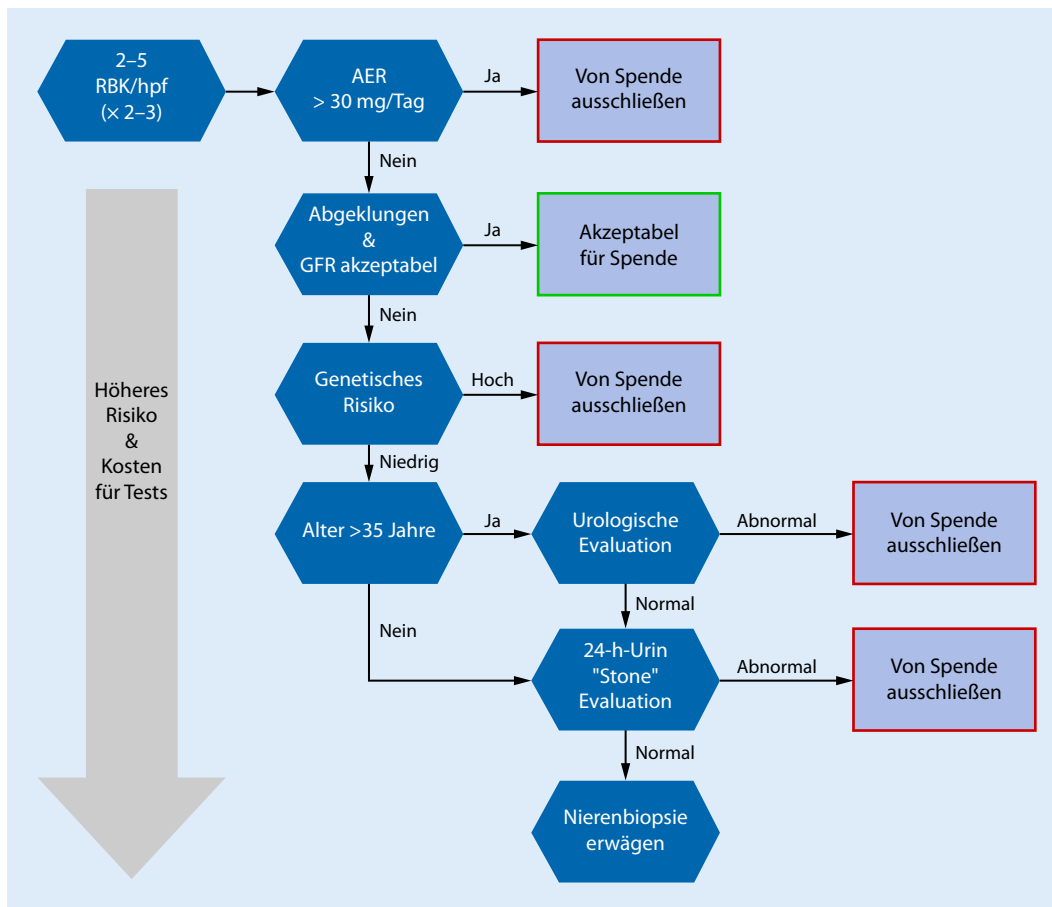 2–5
RBK/hpf
(× 2–3)
AER
> 30 mg/Tag
Ja
Von Spende
ausschließen
Nein
Abgeklungen
&
GFR akzeptabel
Ja
Akzeptabel
für Spende
Nein
Genetisches
Risiko
Hoch
Von Spende
ausschließen
Höheres
Risiko
&
Kosten
für Tests
Niedrig
Alter >35 Jahre
Ja
Urologische
Evaluation
Abnormal
Von Spende
ausschließen
Nein
Normal
24-h-Urin
"Stone"
Evaluation
Abnormal
Von Spende
ausschließen
Normal
Nierenbiopsie
erwägen